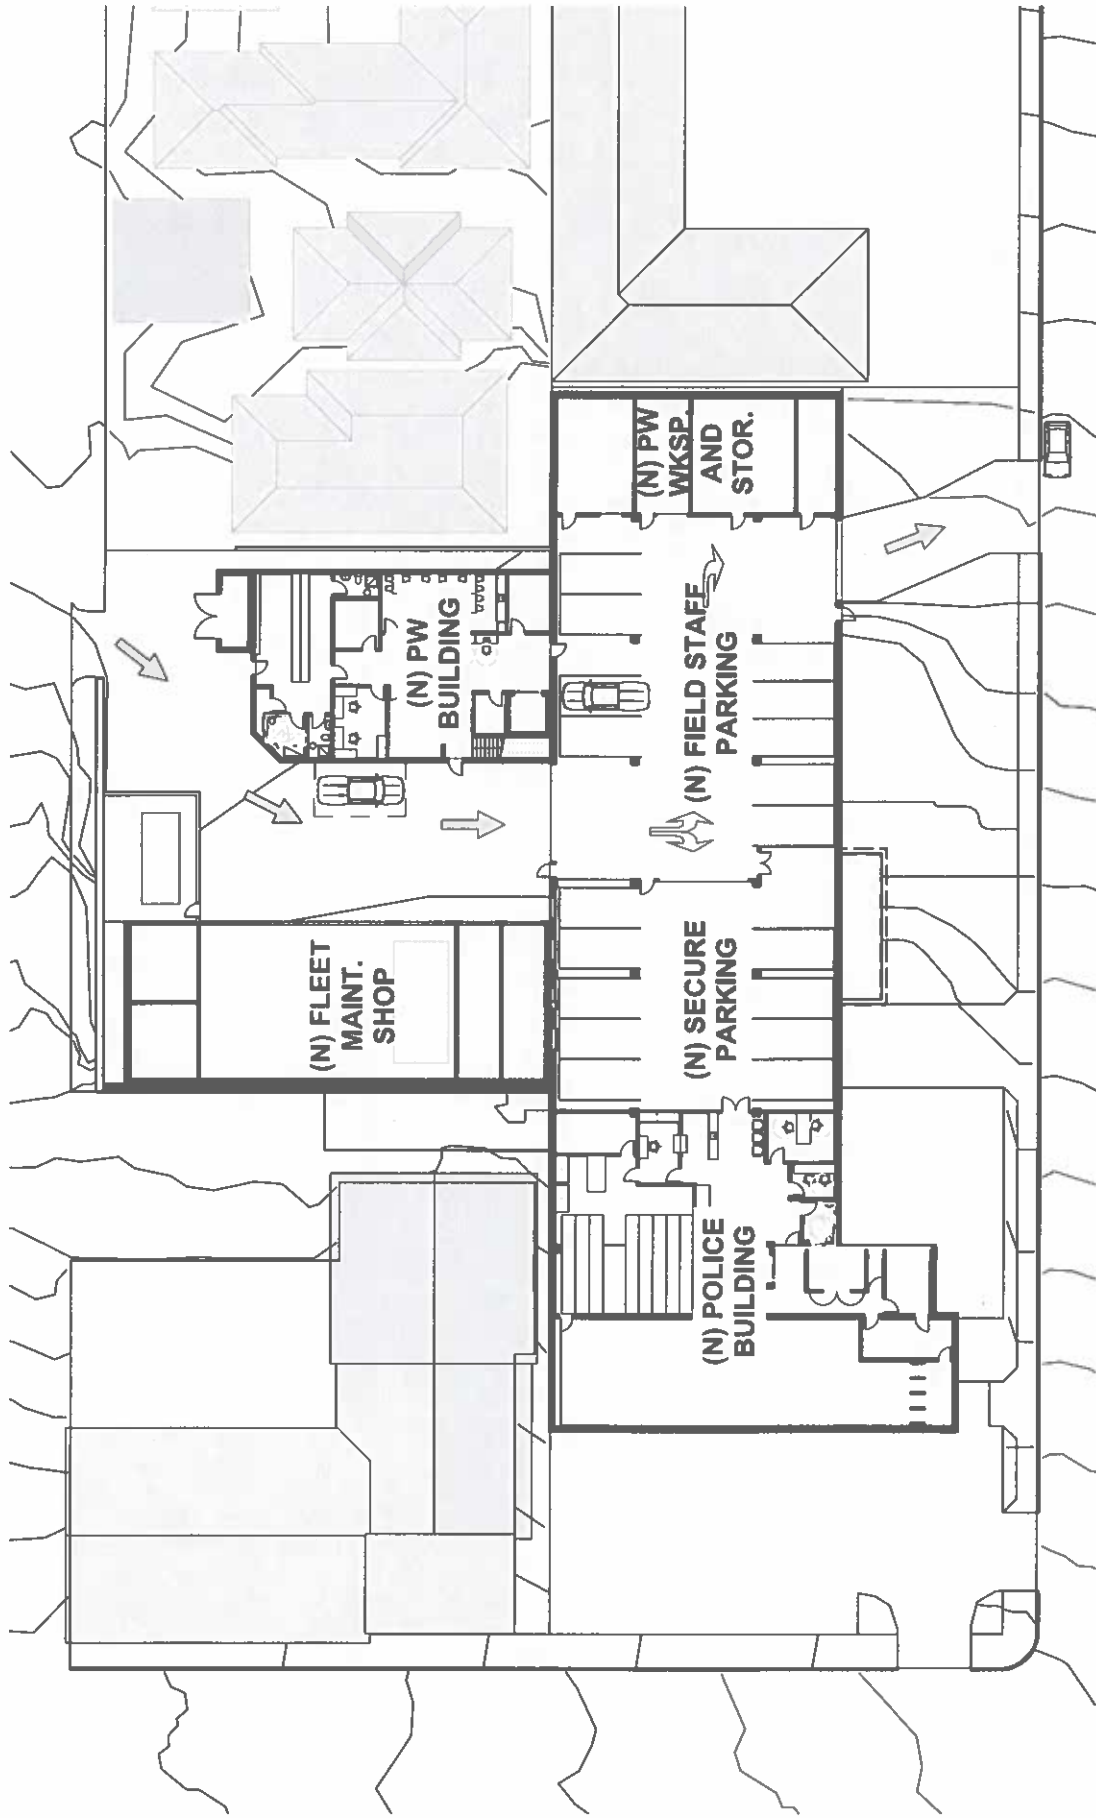 (N) PW
WKSP.
AND
STOR.
(N) PW
BUILDING
(N) FIELD STAFF
PARKING
(N) FLEET
MAINT.
SHOP
(N) SECURE
PARKING
(N) POLICE
BUILDING